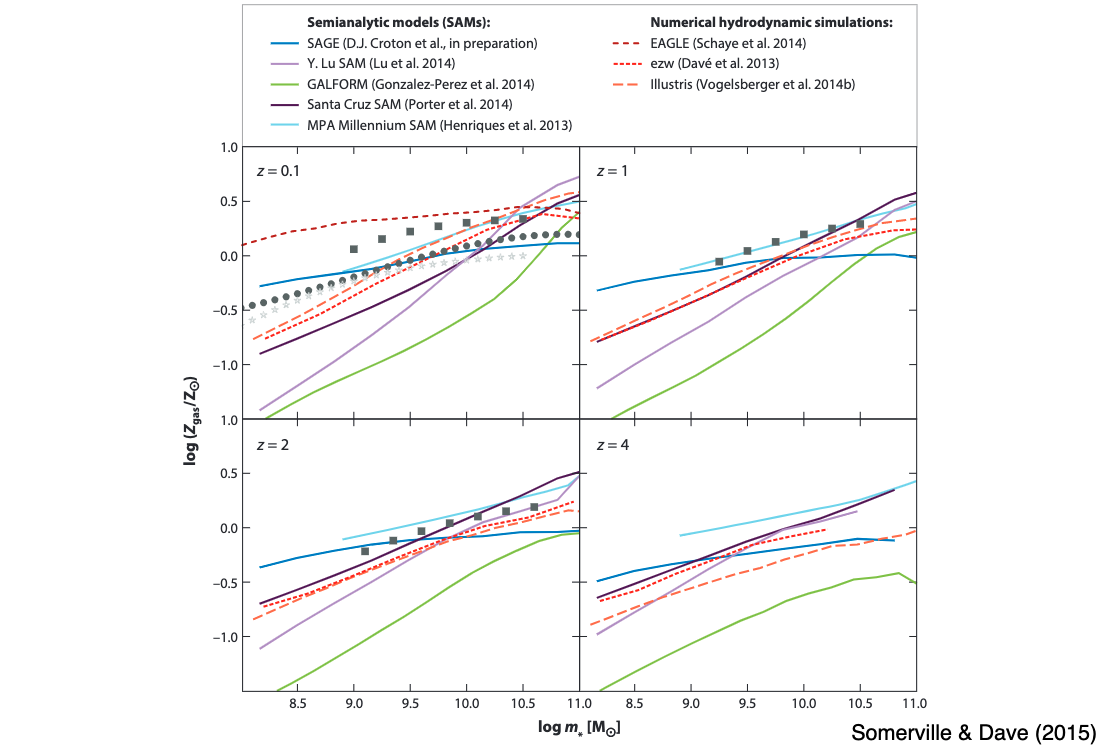 Semianalytic models (SAMs):
SAGE (D.J. Croton et al., in preparation)
Y. Lu SAM (Lu et al. 2014)
GALFORM (Gonzalez-Perez et al. 2014)
Santa Cruz SAM (Porter et al. 2014)
MPA Millennium SAM (Henriques et al. 2013)
Numerical hydrodynamic simulations:
EAGLE (Schaye et al. 2014)
ezw (Davé et al. 2013)
Illustris (Vogelsberger et al. 2014b)
1.0
0.5
0.0
−0.5
−1.0
z = 0.1
z = 1
1.0
0.5
0.0
−0.5
−1.0
z = 2
z = 4
log (Zgas/Z⊙)
8.5 9.0 9.5 10.0 10.5 11.0 8.5 9.0 9.5 10.0 10.5 11.0
log m* [M⊙]
Somerville & Dave (2015)